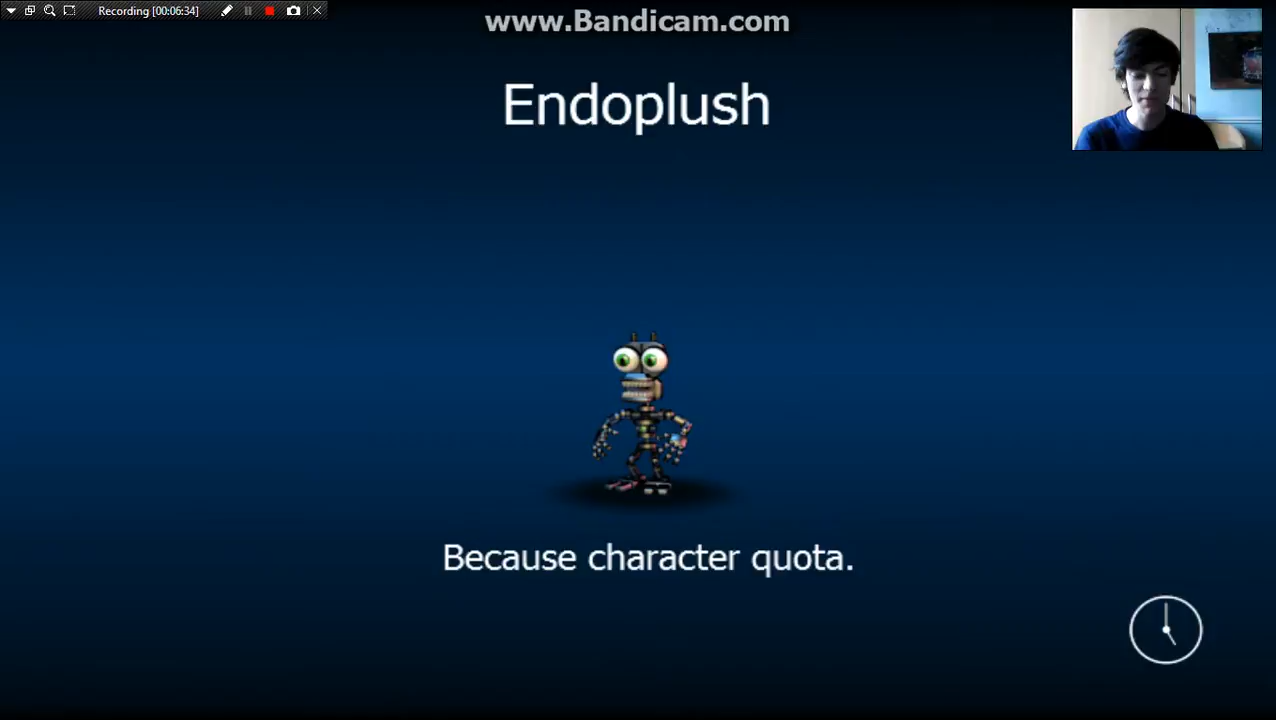 Recording [00:06:34]
www.Bandicam.com
Endoplush
Because character quota.